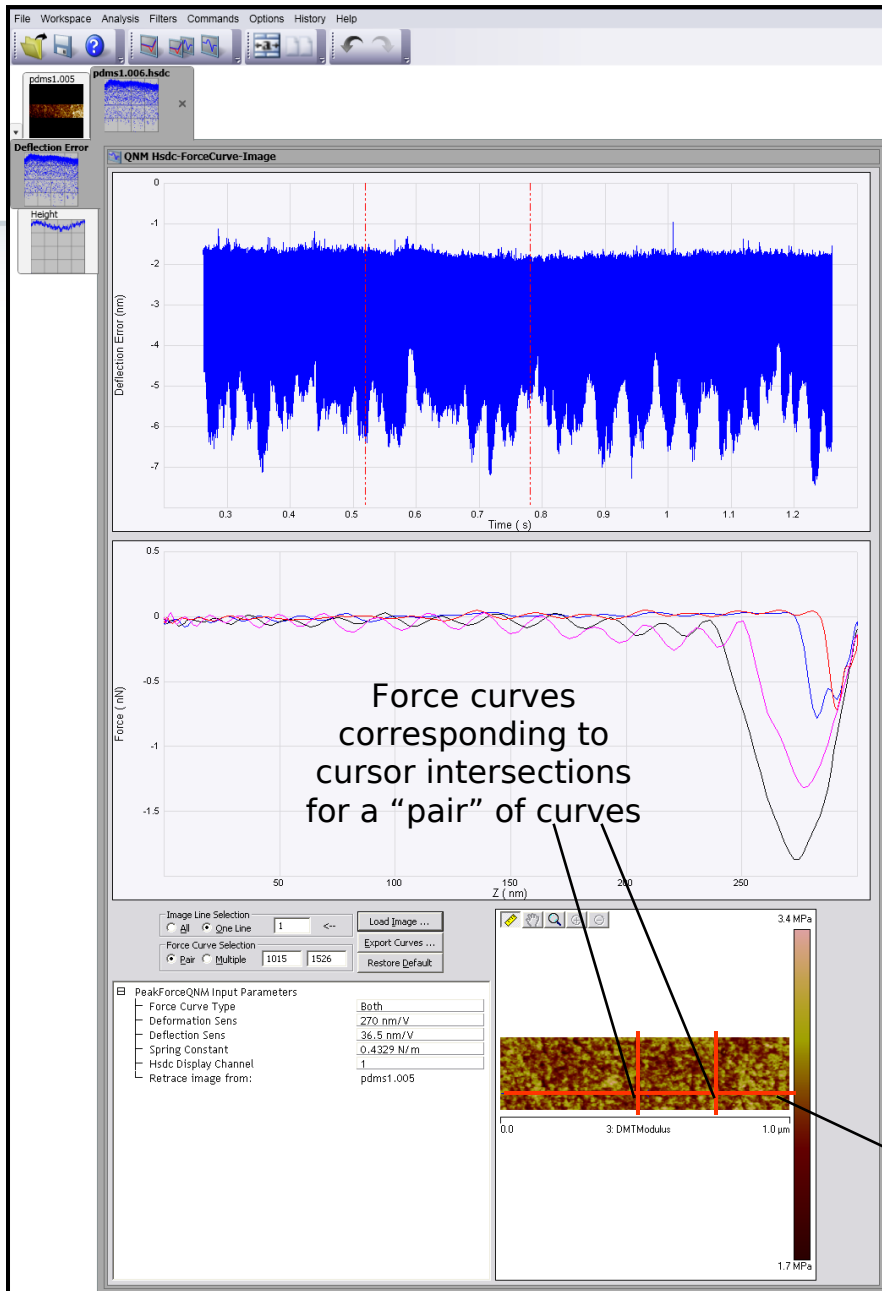 File Workspace Analysis Filters Commands Options History Help
a
pdms1.005
pdms1.006.hsdc
Deflection Error
Height
QNM Hsdc-ForceCurve-Image
0
-1
-2
-3
-4
-5
-6
-7
Deflection Error (nm)
0.3 0.4 0.5 0.6 0.7 0.8 0.9 1 1.1 1.2
Time ( s)
0.5
0
-0.5
-1
-1.5
Force ( nN)
Force curves
corresponding to
cursor intersections
for a “pair” of curves
50 100 150 200 250
Z ( nm)
Image Line Selection
All One Line 1 <--
Force Curve Selection
Pair Multiple 1015 1526
Load Image ...
Export Curves ...
Restore Default
PeakForceQNM Input Parameters
Force Curve Type Both
Deformation Sens 270 nm/V
Deflection Sens 36.5 nm/V
Spring Constant 0.4329 N/m
Hsdc Display Channel 1
Retrace image from: pdms1.005
3.4 MPa
0.0 3: DMTModulus 1.0 µm
1.7 MPa